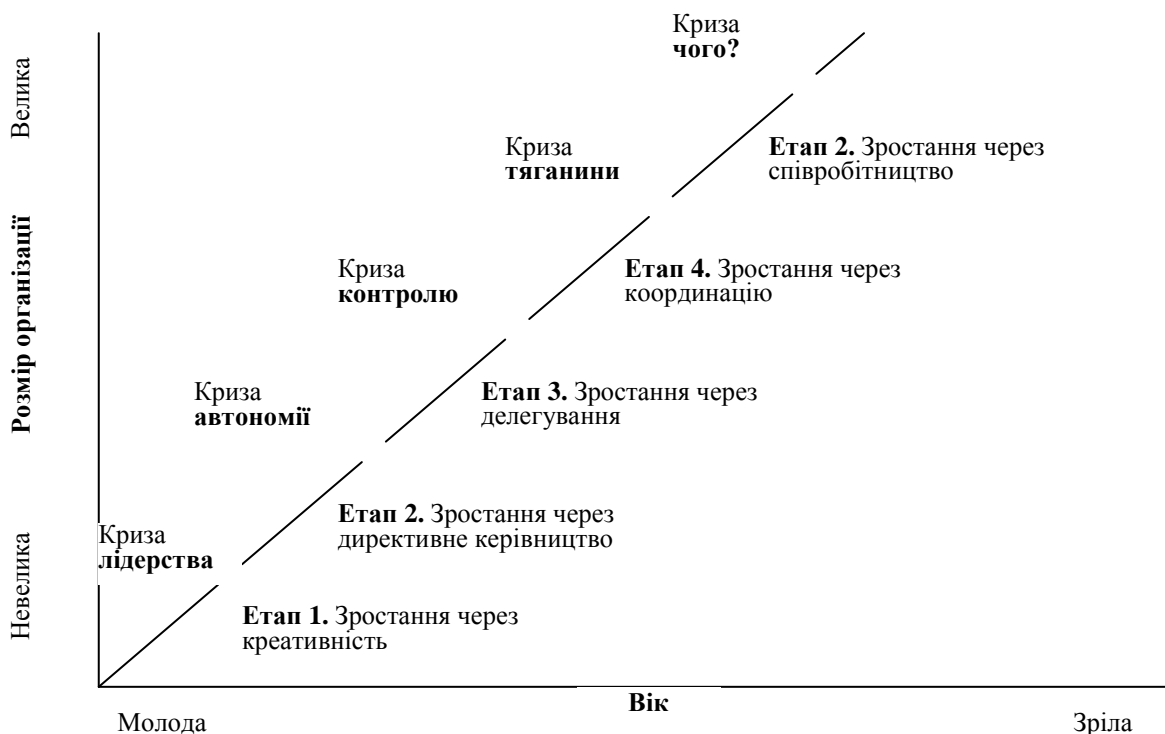 Криза
чого?
Велика
Криза
тяганини
Етап 2. Зростання через
співробітництво
Розмір організації
Криза
контролю
Етап 4. Зростання через
координацію
Криза
автономії
Етап 3. Зростання через
делегування
Невелика
Криза
лідерства
Етап 2. Зростання через
директивне керівництво
Етап 1. Зростання через
креативність
Вік
Молода
Зріла